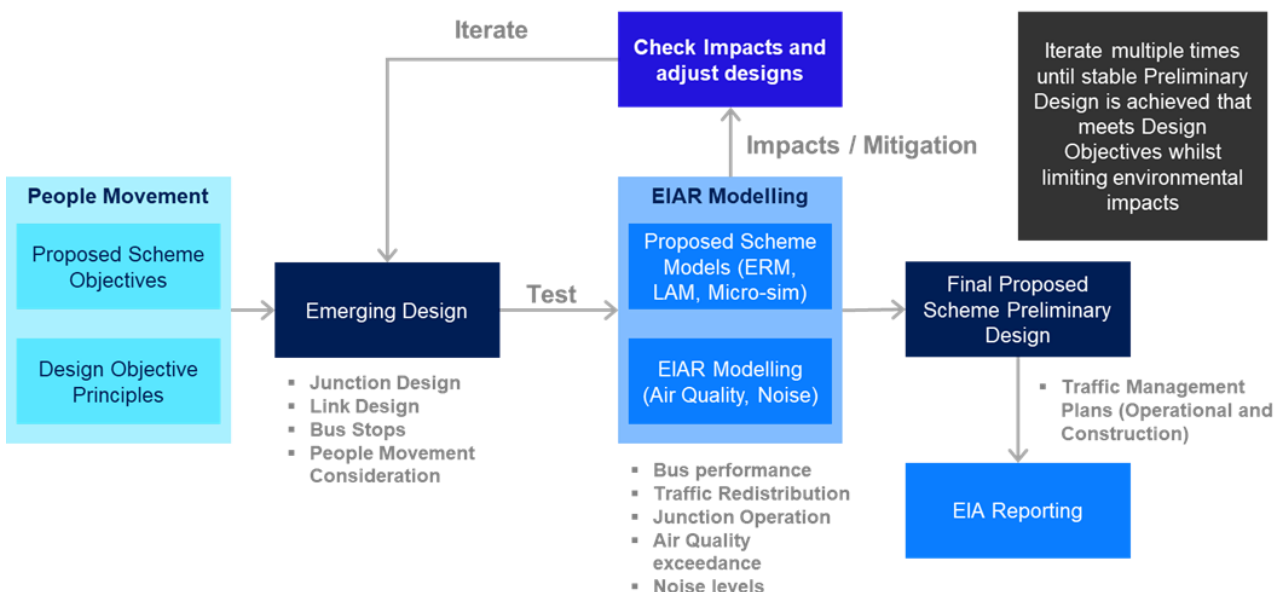 Iterate
Check Impacts and
adjust designs
Iterate multiple times
until stable Preliminary
Design is achieved that
meets Design
Objectives whilst
limiting environmental
impacts
Impacts / Mitigation
People Movement
Proposed Scheme
Objectives
Design Objective
Principles
Emerging Design
▪ Junction Design
▪ Link Design
▪ Bus Stops
▪ People Movement
Consideration
Test
EIAR Modelling
Proposed Scheme
Models (ERM,
LAM, Micro-sim)
EIAR Modelling
(Air Quality, Noise)
▪ Bus performance
▪ Traffic Redistribution
▪ Junction Operation
▪ Air Quality
exceedance
▪ Noise levels
Final Proposed
Scheme Preliminary
Design
▪ Traffic Management
Plans (Operational and
Construction)
EIA Reporting